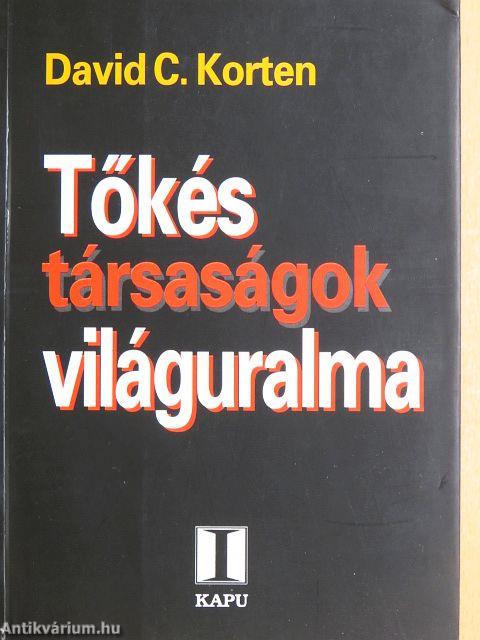 David C. Korten
Tőkés
társaságok
világuralma
KAPU
Antikvárium.hu